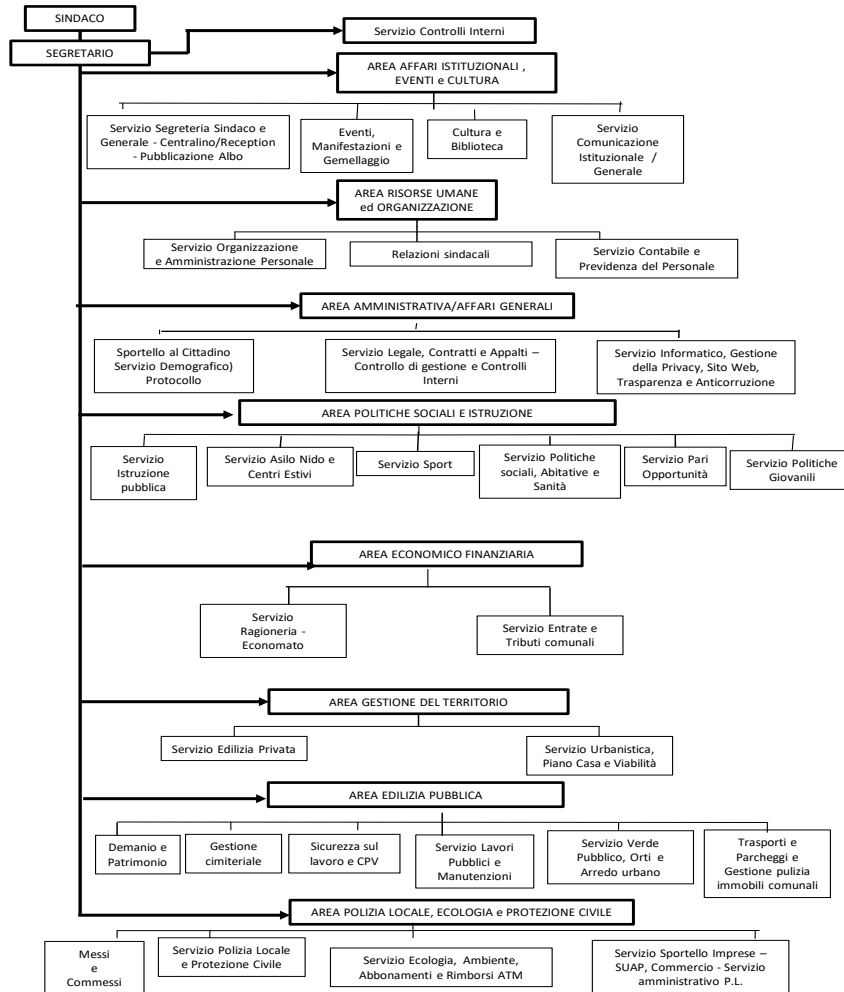 SINDACO
SEGRETARIO
Servizio Controlli Interni
AREA AFFARI ISTITUZIONALI ,
EVENTI e CULTURA
Servizio Segreteria Sindaco e
Generale - Centralino/Reception
- Pubblicazione Albo
Eventi,
Manifestazioni e
Gemellaggio
Cultura e
Biblioteca
Servizio
Comunicazione
Istituzionale /
Generale
AREA RISORSE UMANE
ed ORGANIZZAZIONE
Servizio Organizzazione
e Amministrazione Personale
Relazioni sindacali
Servizio Contabile e
Previdenza del Personale
AREA AMMINISTRATIVA/AFFARI GENERALI
Sportello al Cittadino
Servizio Demografico)
Protocollo
Servizio Legale, Contratti e Appalti –
Controllo di gestione e Controlli
Interni
Servizio Informatico, Gestione
della Privacy, Sito Web,
Trasparenza e Anticorruzione
AREA POLITICHE SOCIALI E ISTRUZIONE
Servizio
Istruzione
pubblica
Servizio Asilo Nido e
Centri Estivi
Servizio Sport
Servizio Politiche
sociali, Abitative e
Sanità
Servizio Pari
Opportunità
Servizio Politiche
Giovanili
AREA ECONOMICO FINANZIARIA
Servizio
Ragioneria -
Economato
Servizio Entrate e
Tributi comunali
AREA GESTIONE DEL TERRITORIO
Servizio Edilizia Privata
Servizio Urbanistica,
Piano Casa e Viabilità
AREA EDILIZIA PUBBLICA
Demanio e
Patrimonio
Gestione
cimiteriale
Sicurezza sul
lavoro e CPV
Servizio Lavori
Pubblici e
Manutenzioni
Servizio Verde
Pubblico, Orti e
Arredo urbano
Trasporti e
Parcheggi e
Gestione pulizia
immobili comunali
AREA POLIZIA LOCALE, ECOLOGIA e PROTEZIONE CIVILE
Messi
e
Commessi
Servizio Polizia Locale
e Protezione Civile
Servizio Ecologia, Ambiente,
Abbonamenti e Rimborsi ATM
Servizio Sportello Imprese –
SUAP, Commercio - Servizio
amministrativo P.L.